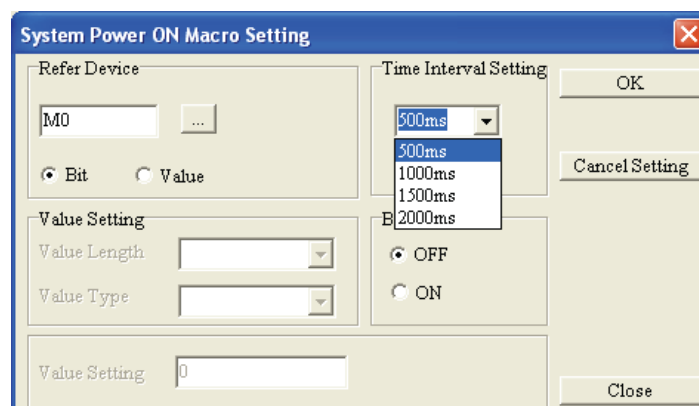 System Power ON Macro Setting
Refer Device
M0
...
Bit
Value
Time Interval Setting
500ms
500ms
1000ms
1500ms
2000ms
OK
Cancel Setting
Value Setting
Value Length
Value Type
B
OFF
ON
Value Setting
0
Close